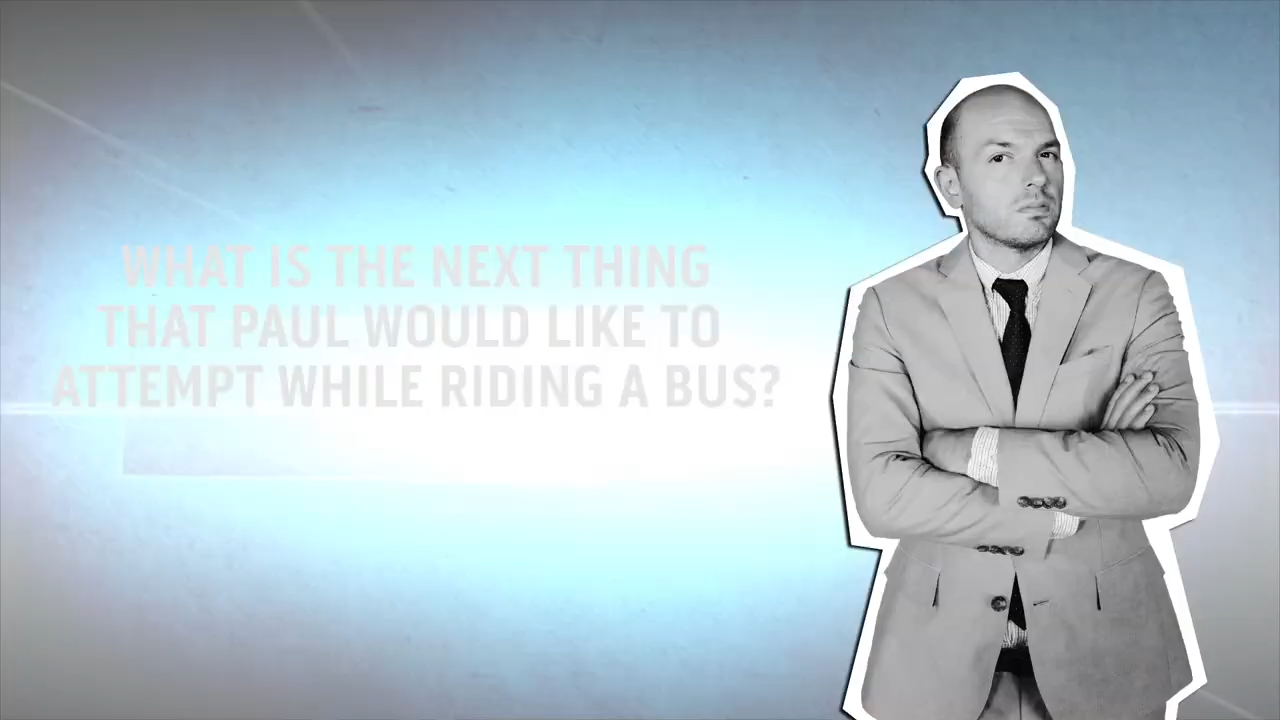 WHAT IS THE NEXT THING
THAT PAUL WOULD LIKE TO
ATTEMPT WHILE RIDING A BUS?